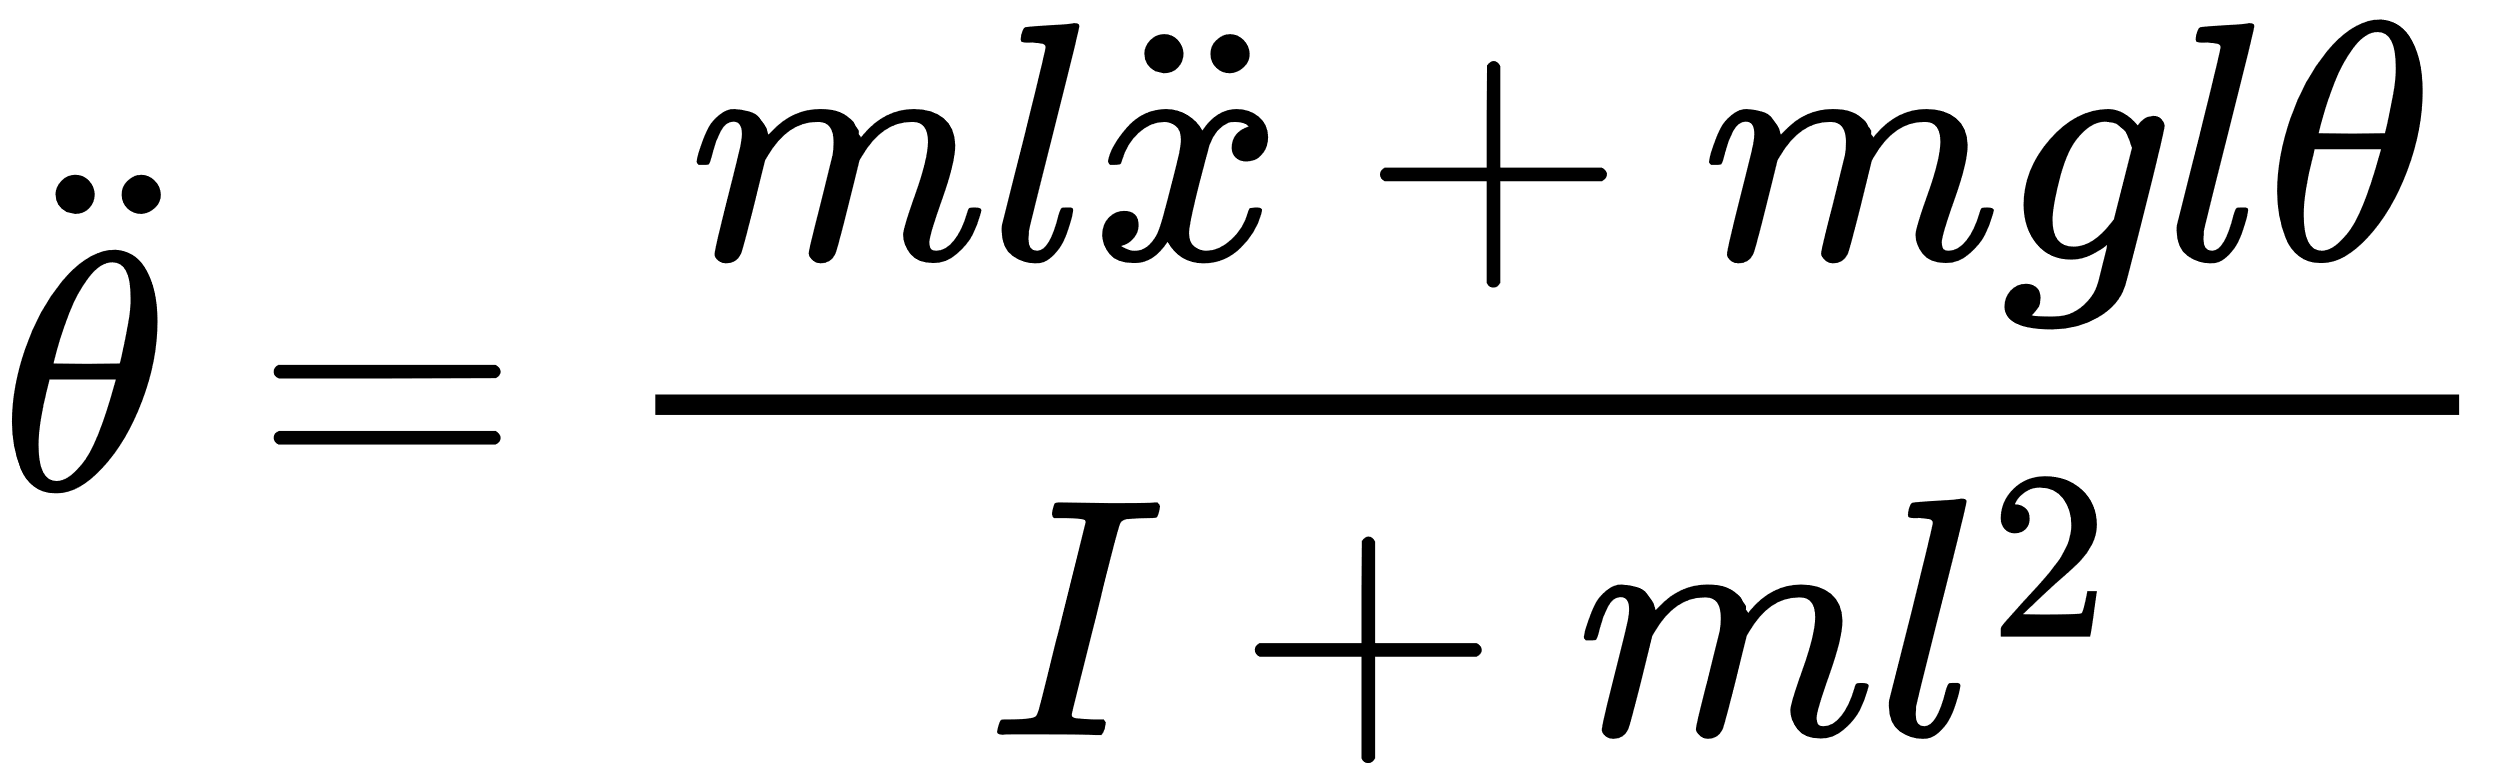 θ̈ = (mlẍ + mglθ) / (I + ml²)